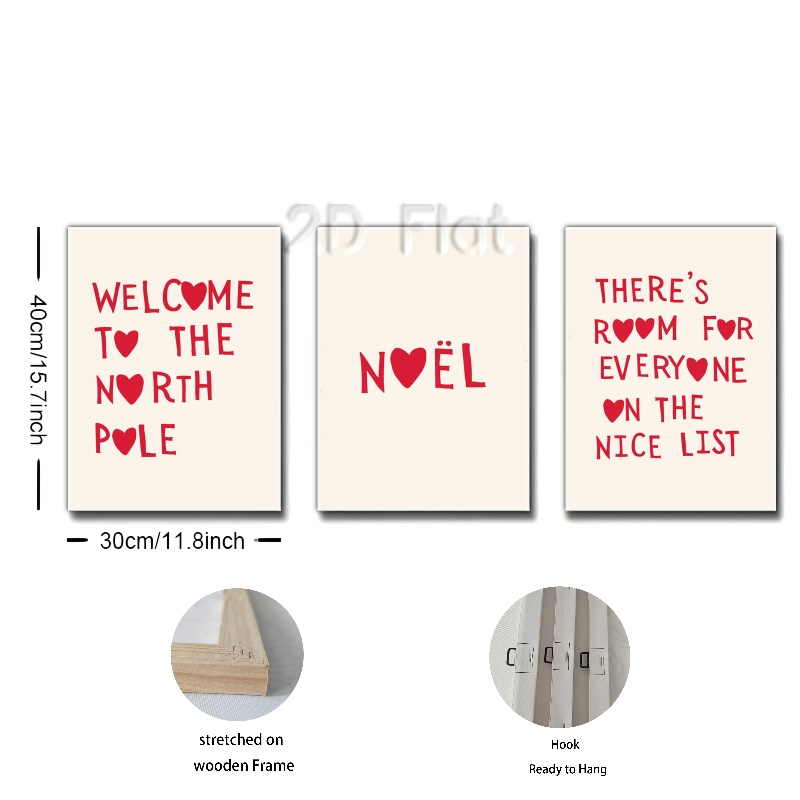 2D Flat
40cm/15.7inch
WELCOME
TO THE
NORTH
POLE
NOËL
THERE'S
ROOM FOR
EVERYONE
ON THE
NICE LIST
30cm/11.8inch
stretched on
wooden Frame
Hook
Ready to Hang